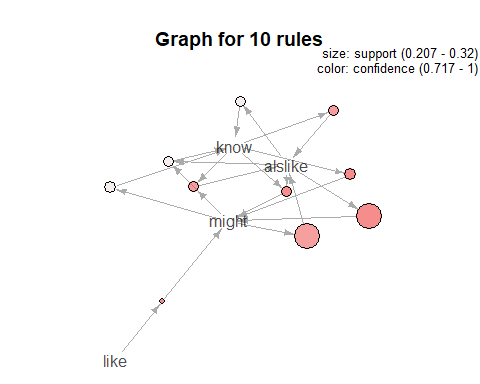 Graph for 10 rules
size: support (0.207 - 0.32)
color: confidence (0.717 - 1)
know
alslike
might
like